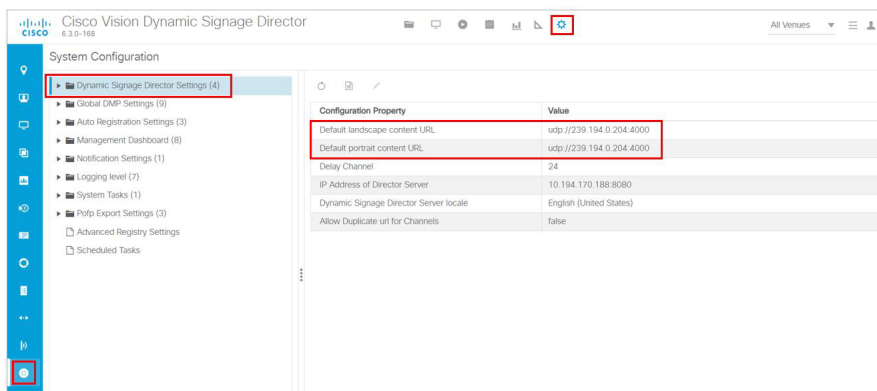 CISCO
Cisco Vision Dynamic Signage Director
6.3.0-168
All Venues
System Configuration
Dynamic Signage Director Settings (4)
Global DMP Settings (9)
Auto Registration Settings (3)
Management Dashboard (8)
Notification Settings (1)
Logging level (7)
System Tasks (1)
Pofp Export Settings (3)
Advanced Registry Settings
Scheduled Tasks
Configuration Property Value
Default landscape content URL udp://239.194.0.204:4000
Default portrait content URL udp://239.194.0.204:4000
Delay Channel 24
IP Address of Director Server 10.194.170.188:8080
Dynamic Signage Director Server locale English (United States)
Allow Duplicate url for Channels false